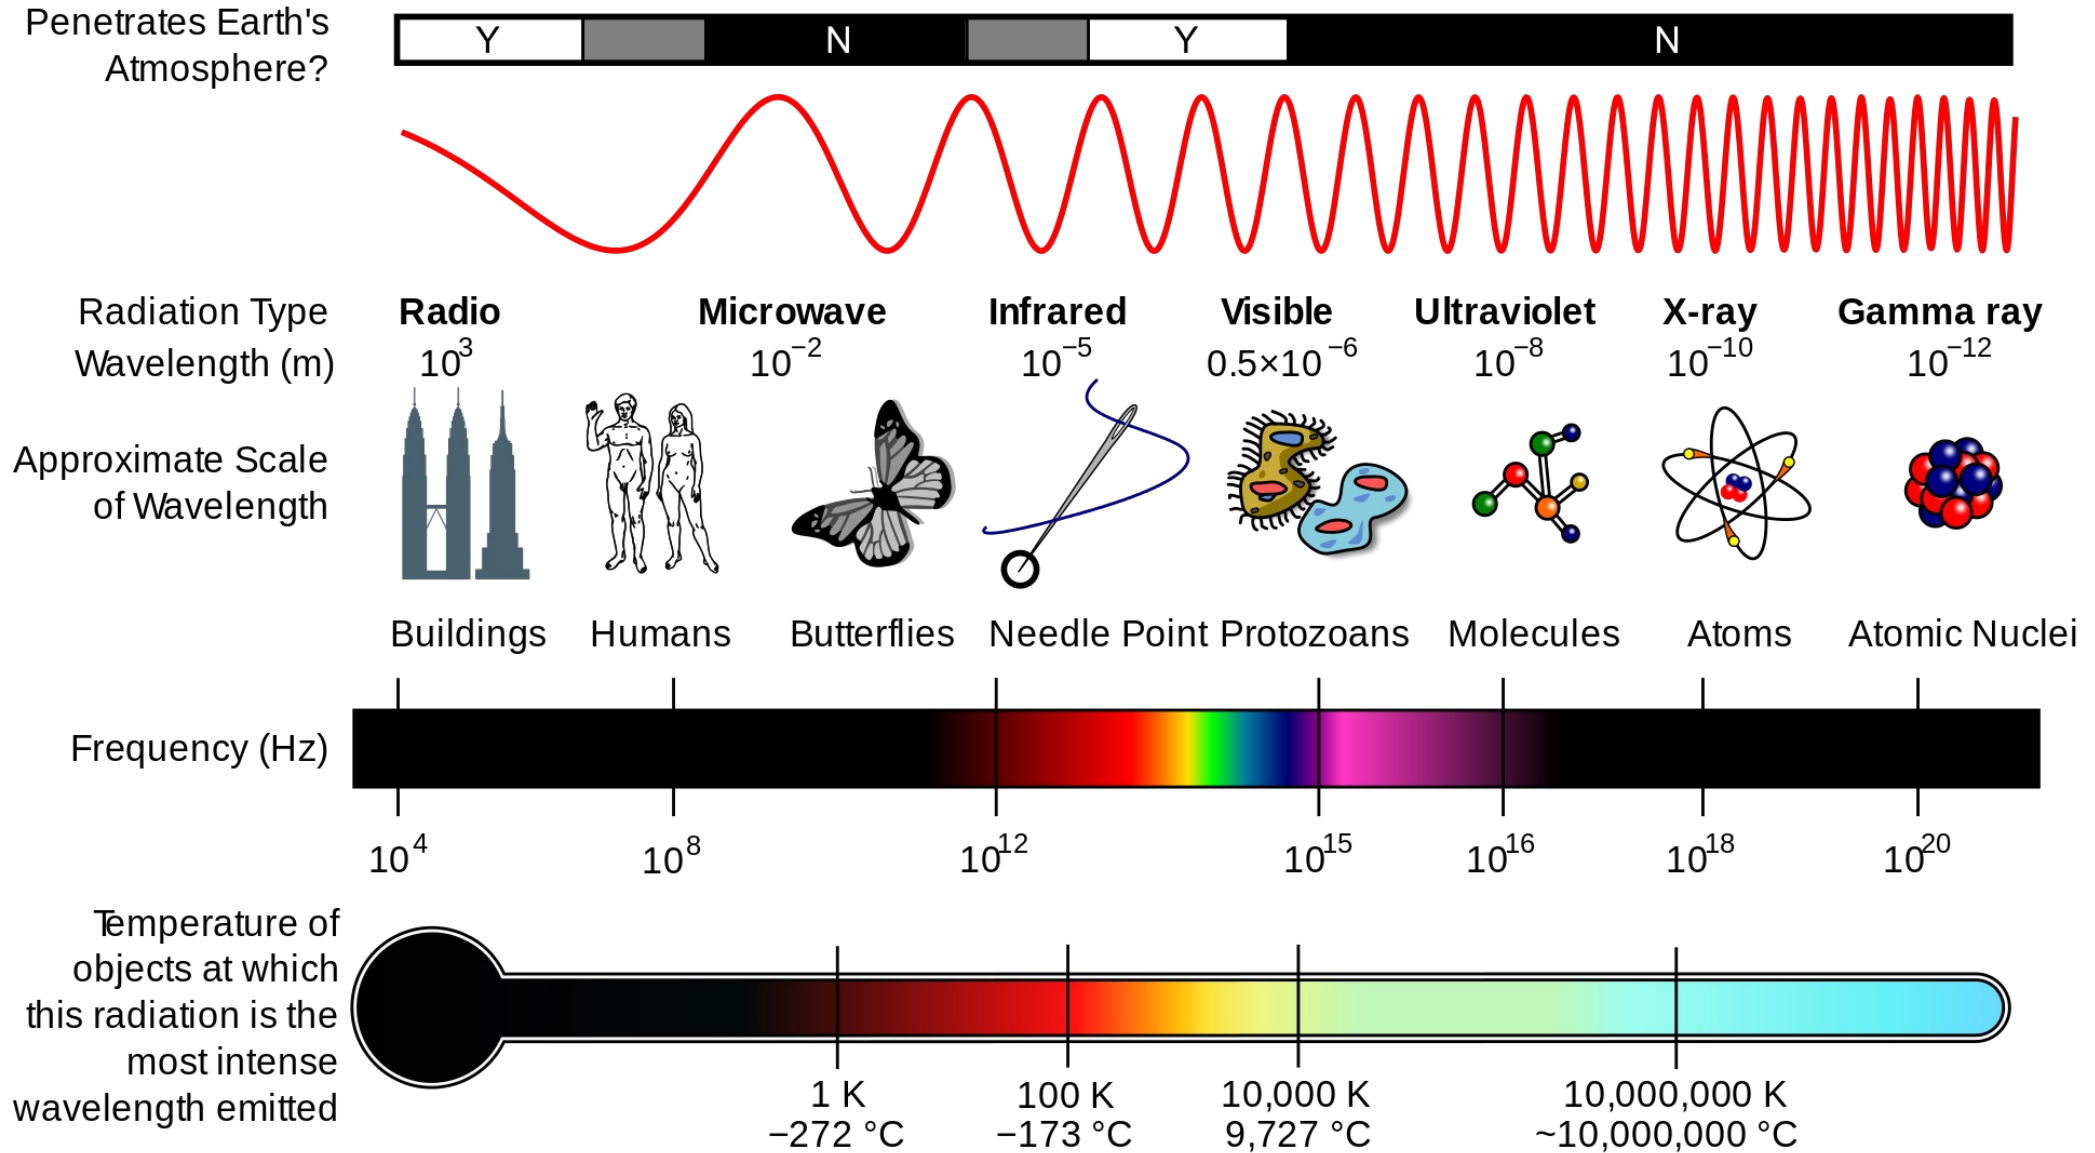 Penetrates Earth's
Atmosphere?
Y N Y N
Radiation Type
Radio Microwave Infrared Visible Ultraviolet X-ray Gamma ray
Wavelength (m)
10³ 10⁻² 10⁻⁵ 0.5×10⁻⁶ 10⁻⁸ 10⁻¹⁰ 10⁻¹²
Approximate Scale
of Wavelength
Buildings Humans Butterflies Needle Point Protozoans Molecules Atoms Atomic Nuclei
Frequency (Hz)
10⁴ 10⁸ 10¹² 10¹⁵ 10¹⁶ 10¹⁸ 10²⁰
Temperature of
objects at which
this radiation is the
most intense
wavelength emitted
1 K 100 K 10,000 K 10,000,000 K
−272 °C −173 °C 9,727 °C ~10,000,000 °C